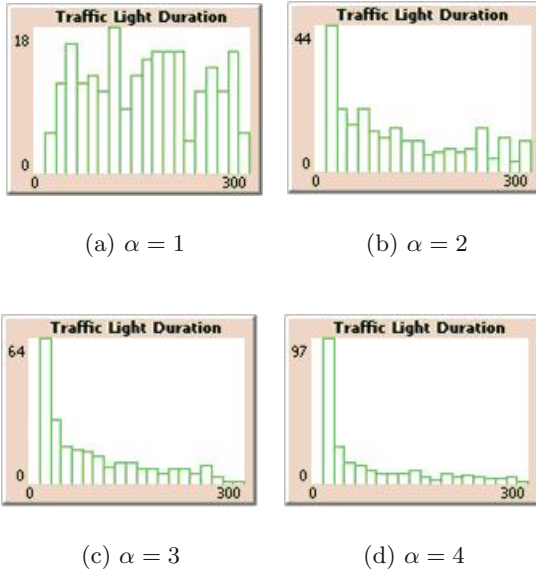 Traffic Light Duration
18
0
0 300
(a) α = 1
Traffic Light Duration
44
0
0 300
(b) α = 2
Traffic Light Duration
64
0
0 300
(c) α = 3
Traffic Light Duration
97
0
0 300
(d) α = 4